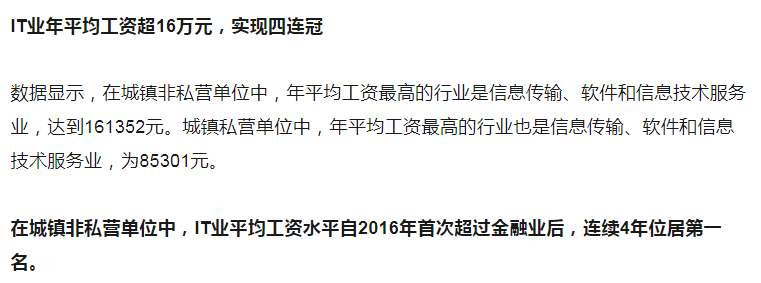 IT业年平均工资超16万元，实现四连冠
数据显示，在城镇非私营单位中，年平均工资最高的行业是信息传输、软件和信息技术服务
业，达到161352元。城镇私营单位中，年平均工资最高的行业也是信息传输、软件和信息
技术服务业，为85301元。
在城镇非私营单位中，IT业平均工资水平自2016年首次超过金融业后，连续4年位居第一
名。